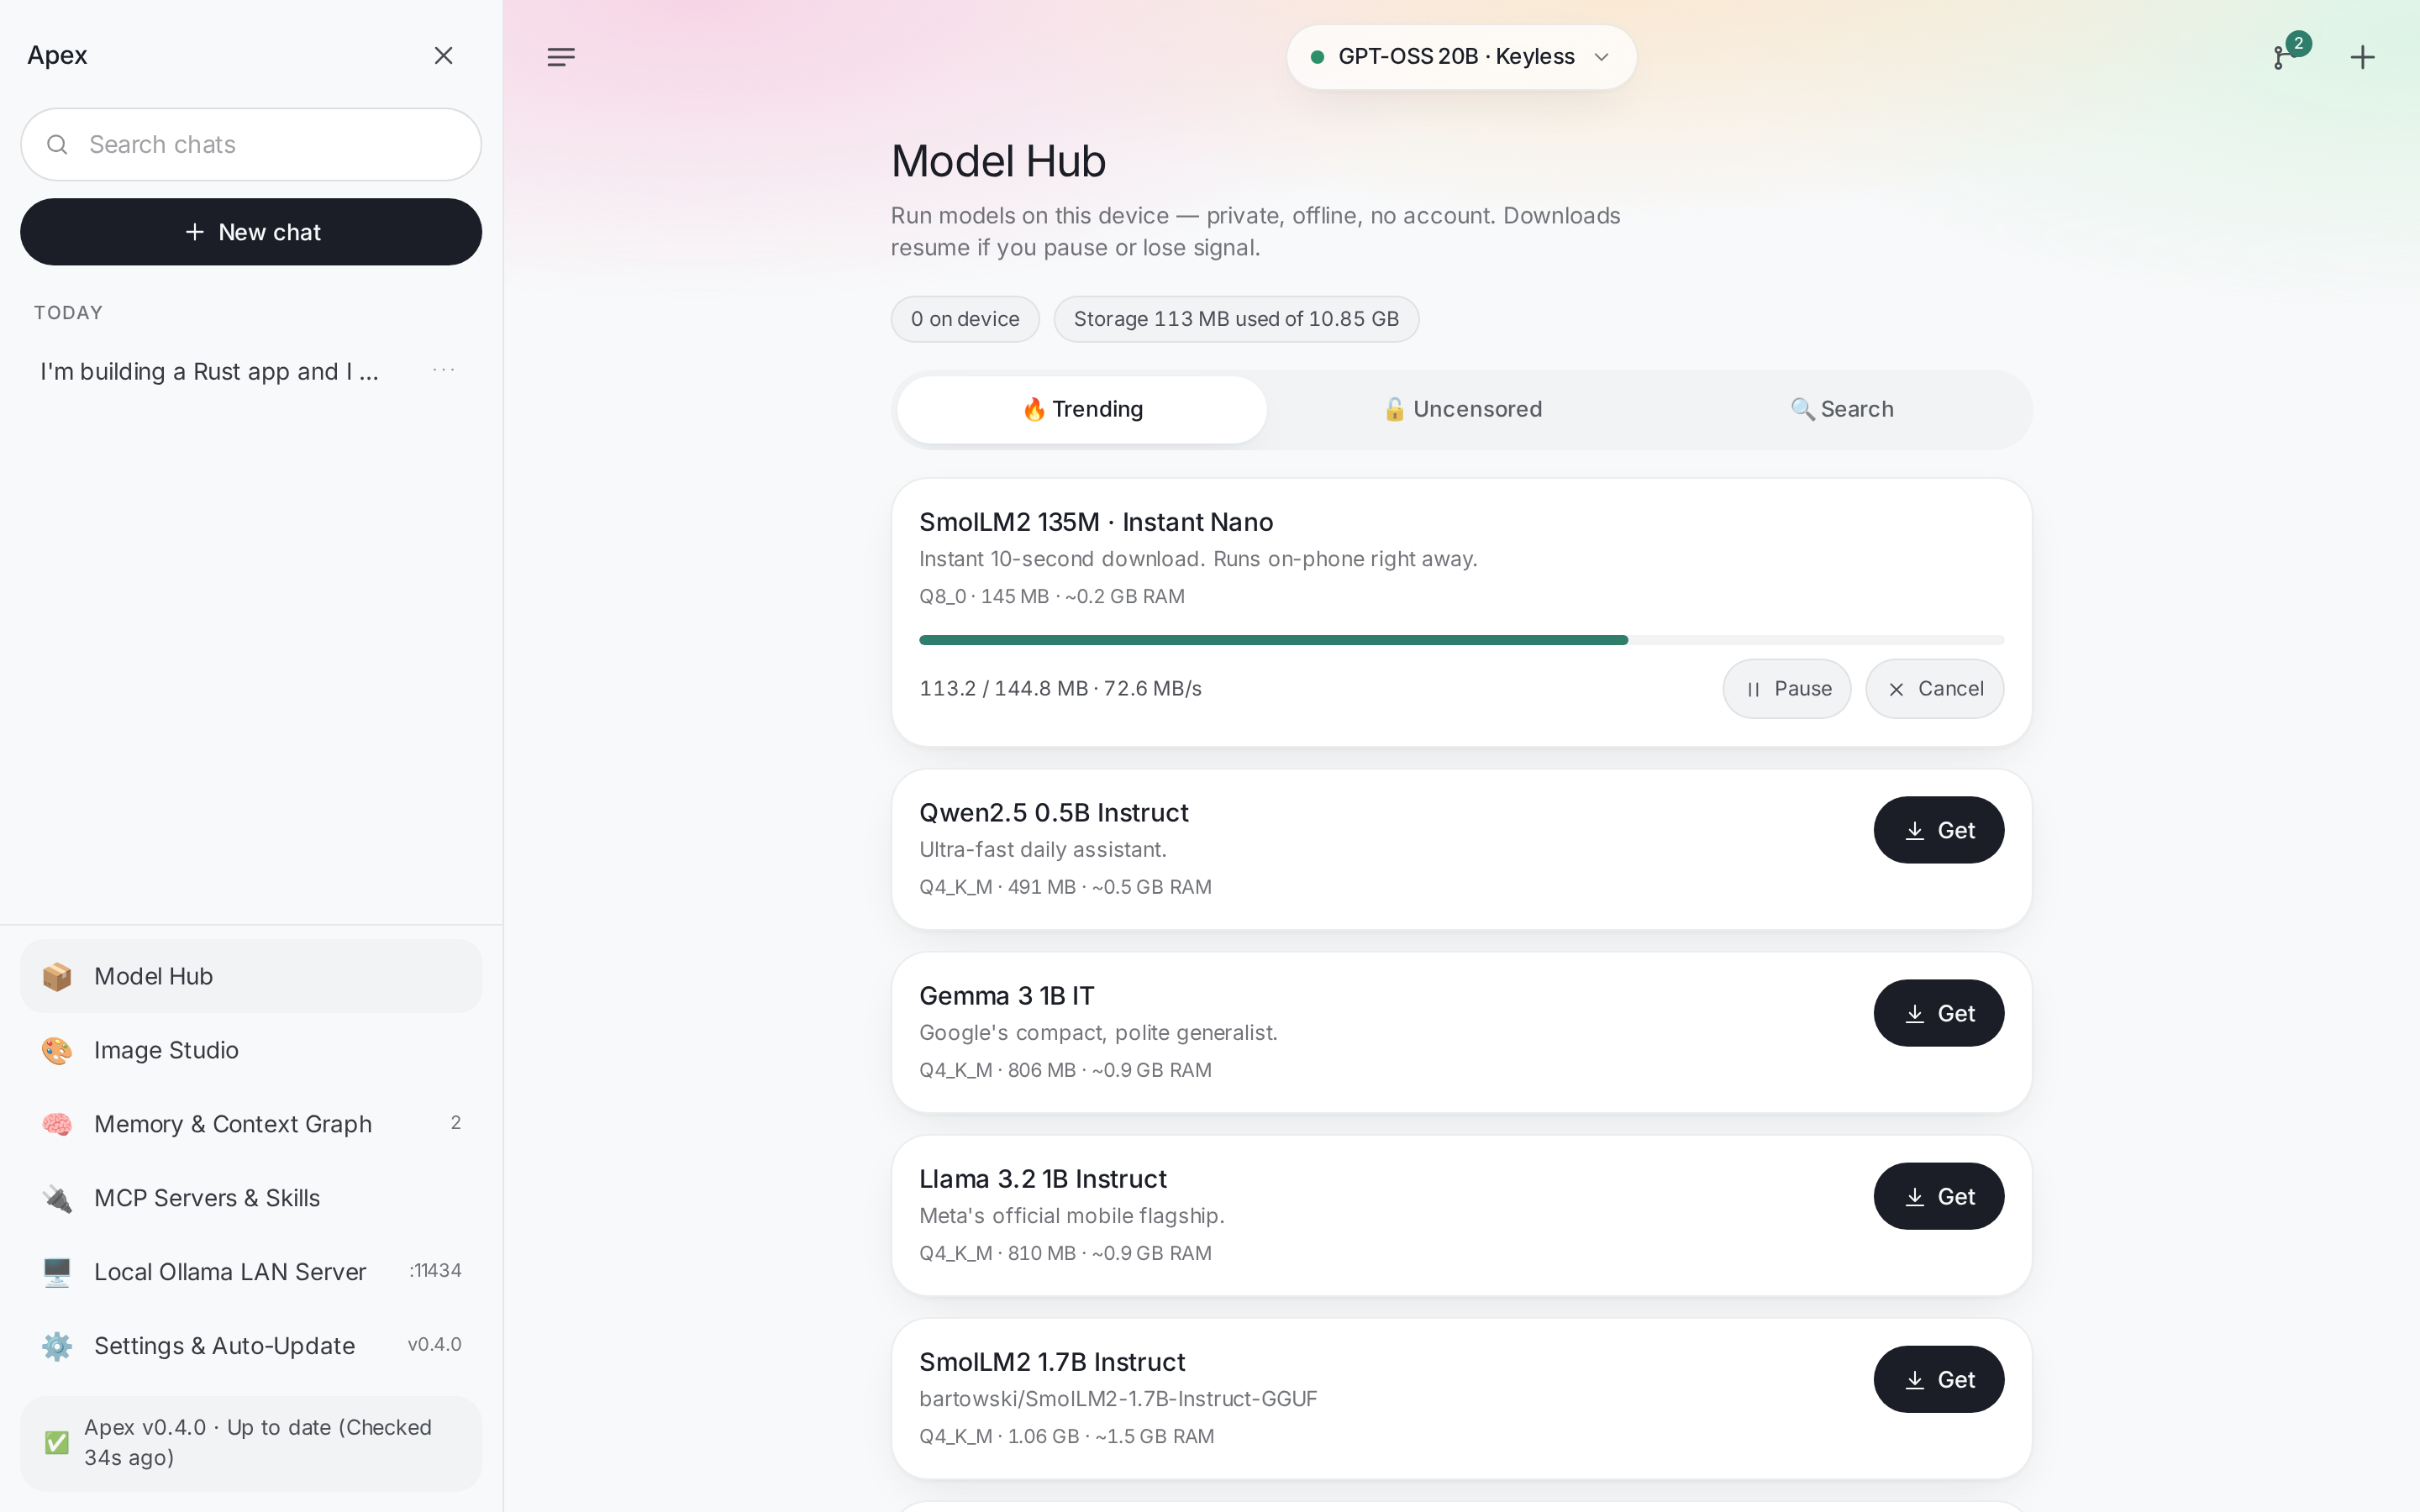 Apex
Search chats
New chat
TODAY
I'm building a Rust app and I ...
Model Hub
Image Studio
Memory & Context Graph 2
MCP Servers & Skills
Local Ollama LAN Server :11434
Settings & Auto-Update v0.4.0
✅ Apex v0.4.0 · Up to date (Checked
34s ago)
GPT-OSS 20B · Keyless
2
Model Hub
Run models on this device — private, offline, no account. Downloads
resume if you pause or lose signal.
0 on device
Storage 113 MB used of 10.85 GB
🔥 Trending
🔓 Uncensored
🔍 Search
SmolLM2 135M · Instant Nano
Instant 10-second download. Runs on-phone right away.
Q8_0 · 145 MB · ~0.2 GB RAM
113.2 / 144.8 MB · 72.6 MB/s
Pause
Cancel
Qwen2.5 0.5B Instruct
Ultra-fast daily assistant.
Q4_K_M · 491 MB · ~0.5 GB RAM
Get
Gemma 3 1B IT
Google's compact, polite generalist.
Q4_K_M · 806 MB · ~0.9 GB RAM
Get
Llama 3.2 1B Instruct
Meta's official mobile flagship.
Q4_K_M · 810 MB · ~0.9 GB RAM
Get
SmolLM2 1.7B Instruct
bartowski/SmolLM2-1.7B-Instruct-GGUF
Q4_K_M · 1.06 GB · ~1.5 GB RAM
Get